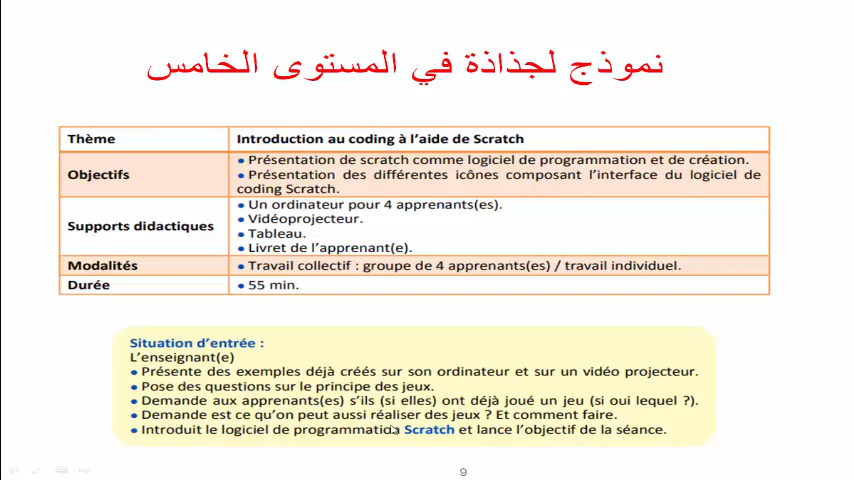 نموذج لجذاذة في المستوى الخامس
Thème
Introduction au coding à l'aide de Scratch
Objectifs
• Présentation de scratch comme logiciel de programmation et de création.
• Présentation des différentes icônes composant l'interface du logiciel de
coding Scratch.
Supports didactiques
• Un ordinateur pour 4 apprenants(es).
• Vidéoprojecteur.
• Tableau.
• Livret de l'apprenant(e).
Modalités
• Travail collectif : groupe de 4 apprenants(es) / travail individuel.
Durée
• 55 min.
Situation d'entrée :
L'enseignant(e)
• Présente des exemples déjà créés sur son ordinateur et sur un vidéo projecteur.
• Pose des questions sur le principe des jeux.
• Demande aux apprenants(es) s'ils (si elles) ont déjà joué un jeu (si oui lequel ?).
• Demande est ce qu'on peut aussi réaliser des jeux ? Et comment faire.
• Introduit le logiciel de programmation Scratch et lance l'objectif de la séance.
9